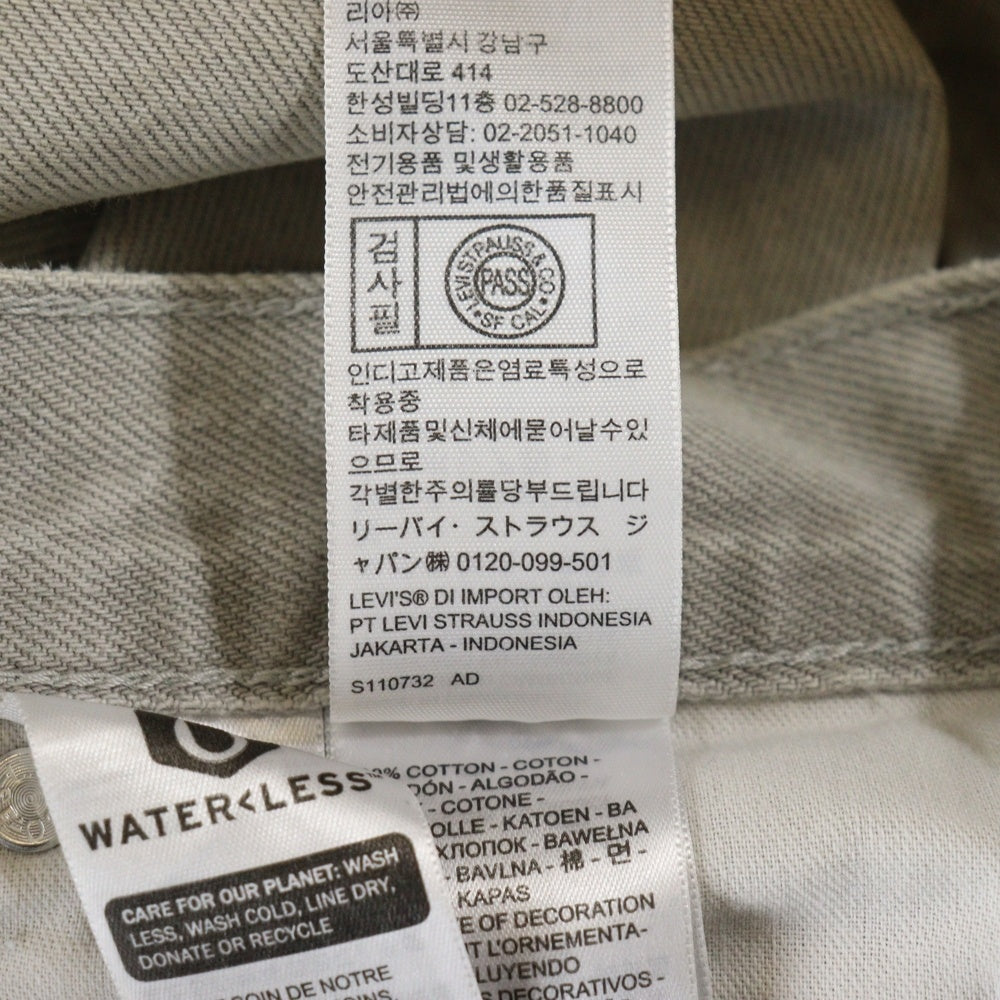 리아㈜
서울특별시 강남구
도산대로 414
한성빌딩11층 02-528-8800
소비자상담: 02-2051-1040
전기용품 및생활용품
안전관리법에의한품질표시
검사필
LEVI STRAUSS & CO
PASS
SF CAL
인디고제품은염료특성으로
착용중
타제품및신체에묻어날수있
으므로
각별한주의를당부드립니다
リーバイ・ ストラウス ジ
ャパン㈱ 0120-099-501
LEVI'S® DI IMPORT OLEH:
PT LEVI STRAUSS INDONESIA
JAKARTA - INDONESIA
S110732 AD
WATER<LESS
CARE FOR OUR PLANET: WASH
LESS, WASH COLD, LINE DRY,
DONATE OR RECYCLE
DE NOTRE
% COTTON - COTON -
- ALGODÃO -
- COTONE -
- KATOEN - BA
ХЛОПОК - BAWEŁNA
- BAVLNA - 棉 - 면 -
KAPAS
OF DECORATION
L'ORNEMENTA-
DECORATIVOS -